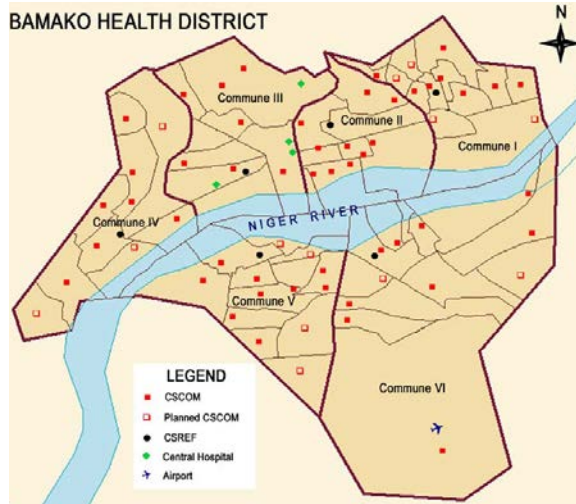 BAMAKO HEALTH DISTRICT
N
Commune III
Commune II
Commune I
Commune IV
NIGER RIVER
Commune V
Commune VI
LEGEND
CSCOM
Planned CSCOM
CSREF
Central Hospital
Airport